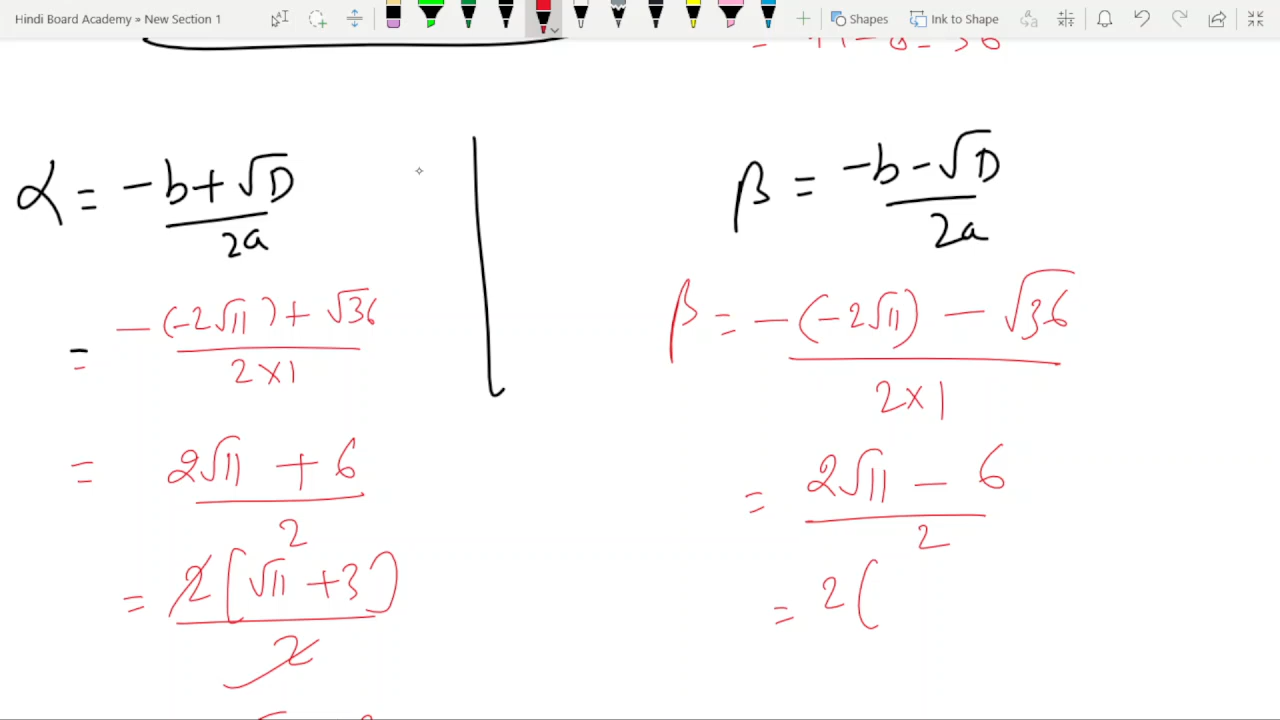 Hindi Board Academy » New Section 1
Shapes
Ink to Shape
α = -b+√D
2a
= -(-2√11)+√36
2×1
= 2√11 + 6
2
= 2[√11 +3)
2
β = -b-√D
2a
β = -(-2√11) - √36
2×1
= 2√11 - 6
2
= 2(